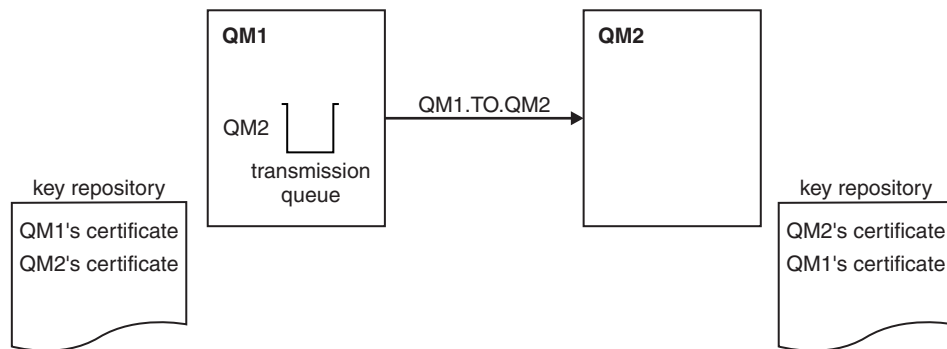 QM1
QM2
QM1.TO.QM2
QM2
transmission
queue
key repository
QM1's certificate
QM2's certificate
key repository
QM2's certificate
QM1's certificate